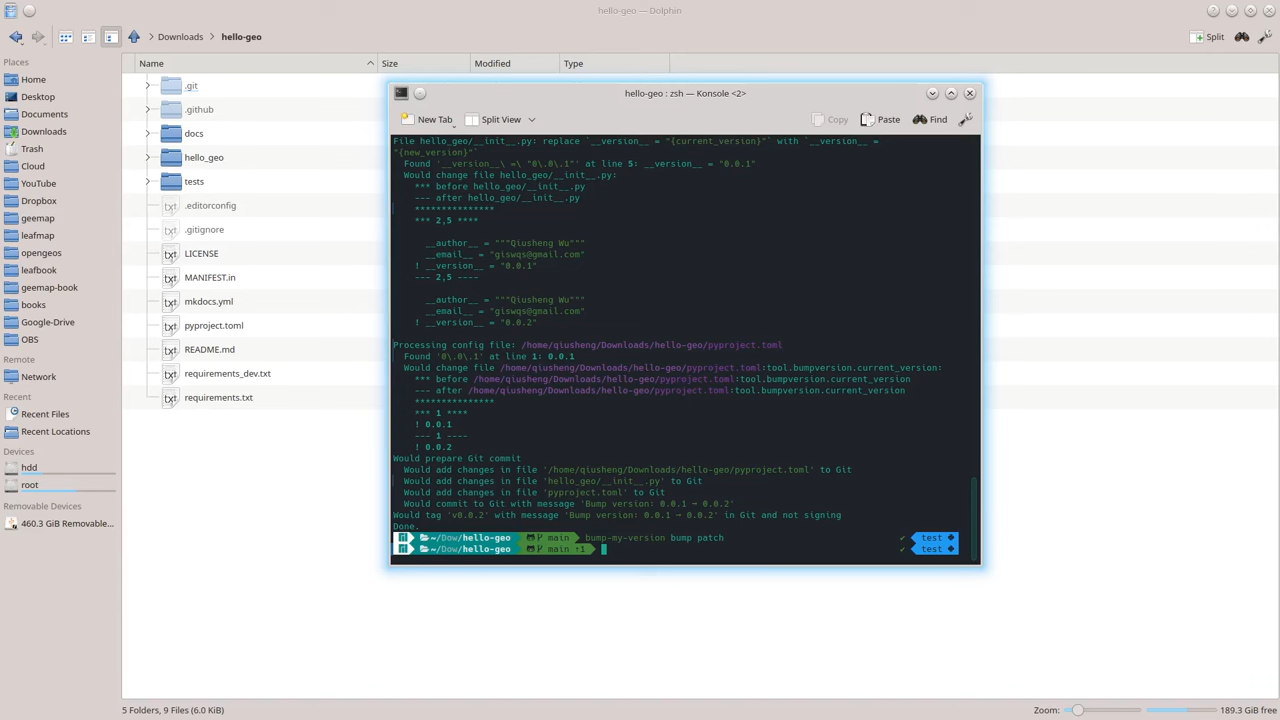 hello-geo — Dolphin
Downloads > hello-geo
Split
Places
Home
Desktop
Documents
Downloads
Trash
Cloud
YouTube
Dropbox
geemap
leafmap
opengeos
leafbook
geemap-book
books
Google-Drive
OBS
Remote
Network
Recent
Recent Files
Recent Locations
Devices
hdd
root
Removable Devices
460.3 GiB Removable...
Name Size Modified Type
.git
.github
docs
hello_geo
tests
.editorconfig
.gitignore
LICENSE
MANIFEST.in
mkdocs.yml
pyproject.toml
README.md
requirements_dev.txt
requirements.txt
hello-geo : zsh — Konsole <2>
New Tab Split View Copy Paste Find
File hello_geo/__init__.py: replace `__version__ = "{current_version}"` with `__version__ =
"{new_version}"`
Found '__version__\ =\ "0\.0\.1"' at line 5: __version__ = "0.0.1"
Would change file hello_geo/__init__.py:
*** before hello_geo/__init__.py
--- after hello_geo/__init__.py
***************
*** 2,5 ****
__author__ = """Qiusheng Wu"""
__email__ = "giswqs@gmail.com"
! __version__ = "0.0.1"
--- 2,5 ----
__author__ = """Qiusheng Wu"""
__email__ = "giswqs@gmail.com"
! __version__ = "0.0.2"
Processing config file: /home/qiusheng/Downloads/hello-geo/pyproject.toml
Found '0\.0\.1' at line 1: 0.0.1
Would change file /home/qiusheng/Downloads/hello-geo/pyproject.toml:tool.bumpversion.current_version:
*** before /home/qiusheng/Downloads/hello-geo/pyproject.toml:tool.bumpversion.current_version
--- after /home/qiusheng/Downloads/hello-geo/pyproject.toml:tool.bumpversion.current_version
***************
*** 1 ****
! 0.0.1
--- 1 ----
! 0.0.2
Would prepare Git commit
Would add changes in file '/home/qiusheng/Downloads/hello-geo/pyproject.toml' to Git
Would add changes in file 'hello_geo/__init__.py' to Git
Would add changes in file 'pyproject.toml' to Git
Would commit to Git with message 'Bump version: 0.0.1 → 0.0.2'
Would tag 'v0.0.2' with message 'Bump version: 0.0.1 → 0.0.2' in Git and not signing
Done.
~/Dow/hello-geo main bump-my-version bump patch ✔ test
~/Dow/hello-geo main ⇡1 ✔ test
5 Folders, 9 Files (6.0 KiB)
Zoom: 189.3 GiB free